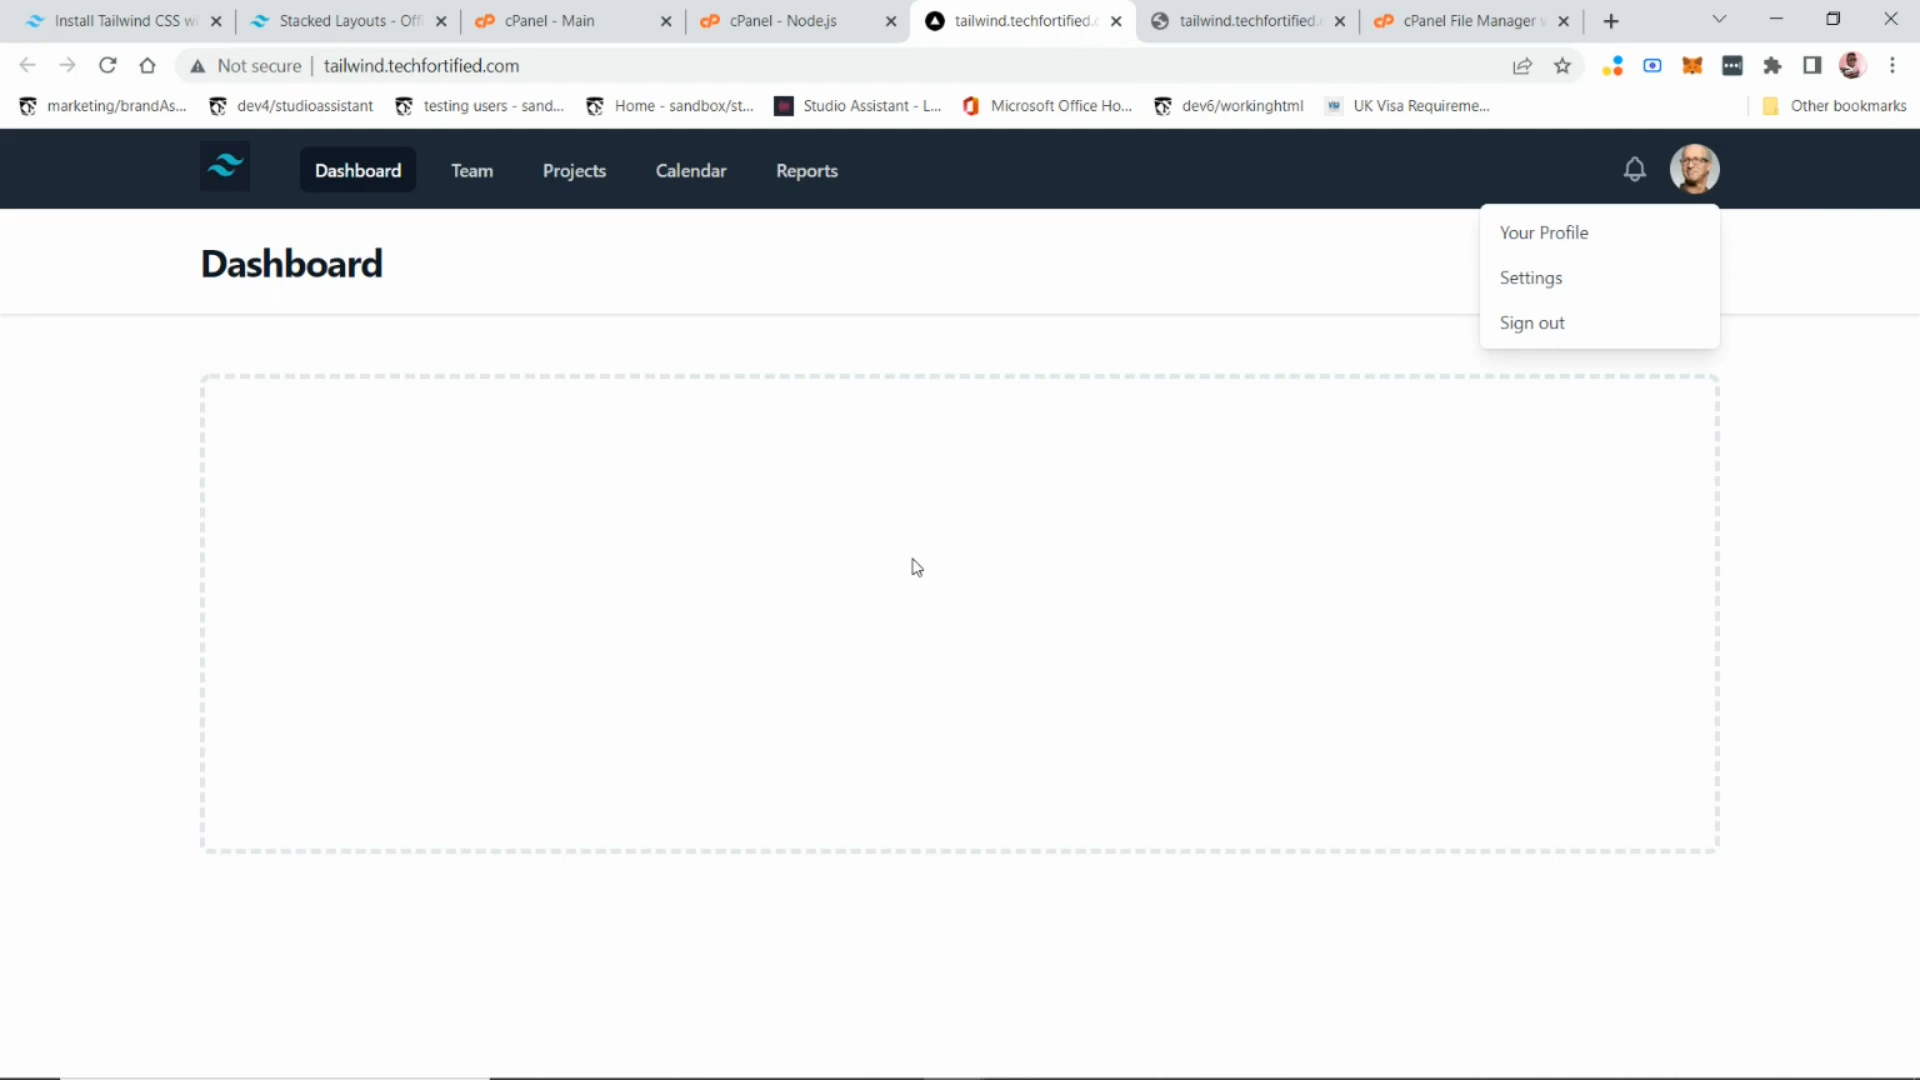 Install Tailwind CSS wi
Stacked Layouts - Offi
cPanel - Main
cPanel - Node.js
tailwind.techfortified.c
tailwind.techfortified.c
cPanel File Manager v
Not secure
tailwind.techfortified.com
marketing/brandAs...
dev4/studioassistant
testing users - sand...
Home - sandbox/st...
Studio Assistant - L...
Microsoft Office Ho...
dev6/workinghtml
UK Visa Requireme...
Other bookmarks
Dashboard
Team
Projects
Calendar
Reports
Dashboard
Your Profile
Settings
Sign out